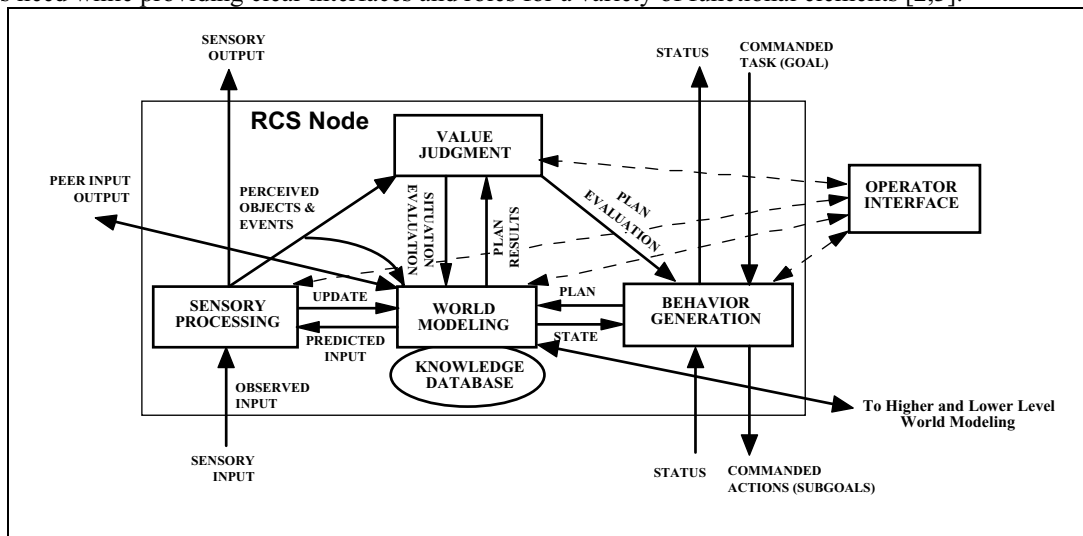 s need while providing clear interfaces and roles for a variety of functional elements [2,3].
SENSORY
OUTPUT
STATUS
COMMANDED
TASK (GOAL)
RCS Node
VALUE
JUDGMENT
PEER INPUT
OUTPUT
PERCEIVED
OBJECTS &
EVENTS
SITUATION
EVALUATION
PLAN
RESULTS
PLAN
EVALUATION
OPERATOR
INTERFACE
SENSORY
PROCESSING
UPDATE
PREDICTED
INPUT
WORLD
MODELING
PLAN
STATE
BEHAVIOR
GENERATION
KNOWLEDGE
DATABASE
OBSERVED
INPUT
To Higher and Lower Level
World Modeling
SENSORY
INPUT
STATUS
COMMANDED
ACTIONS (SUBGOALS)